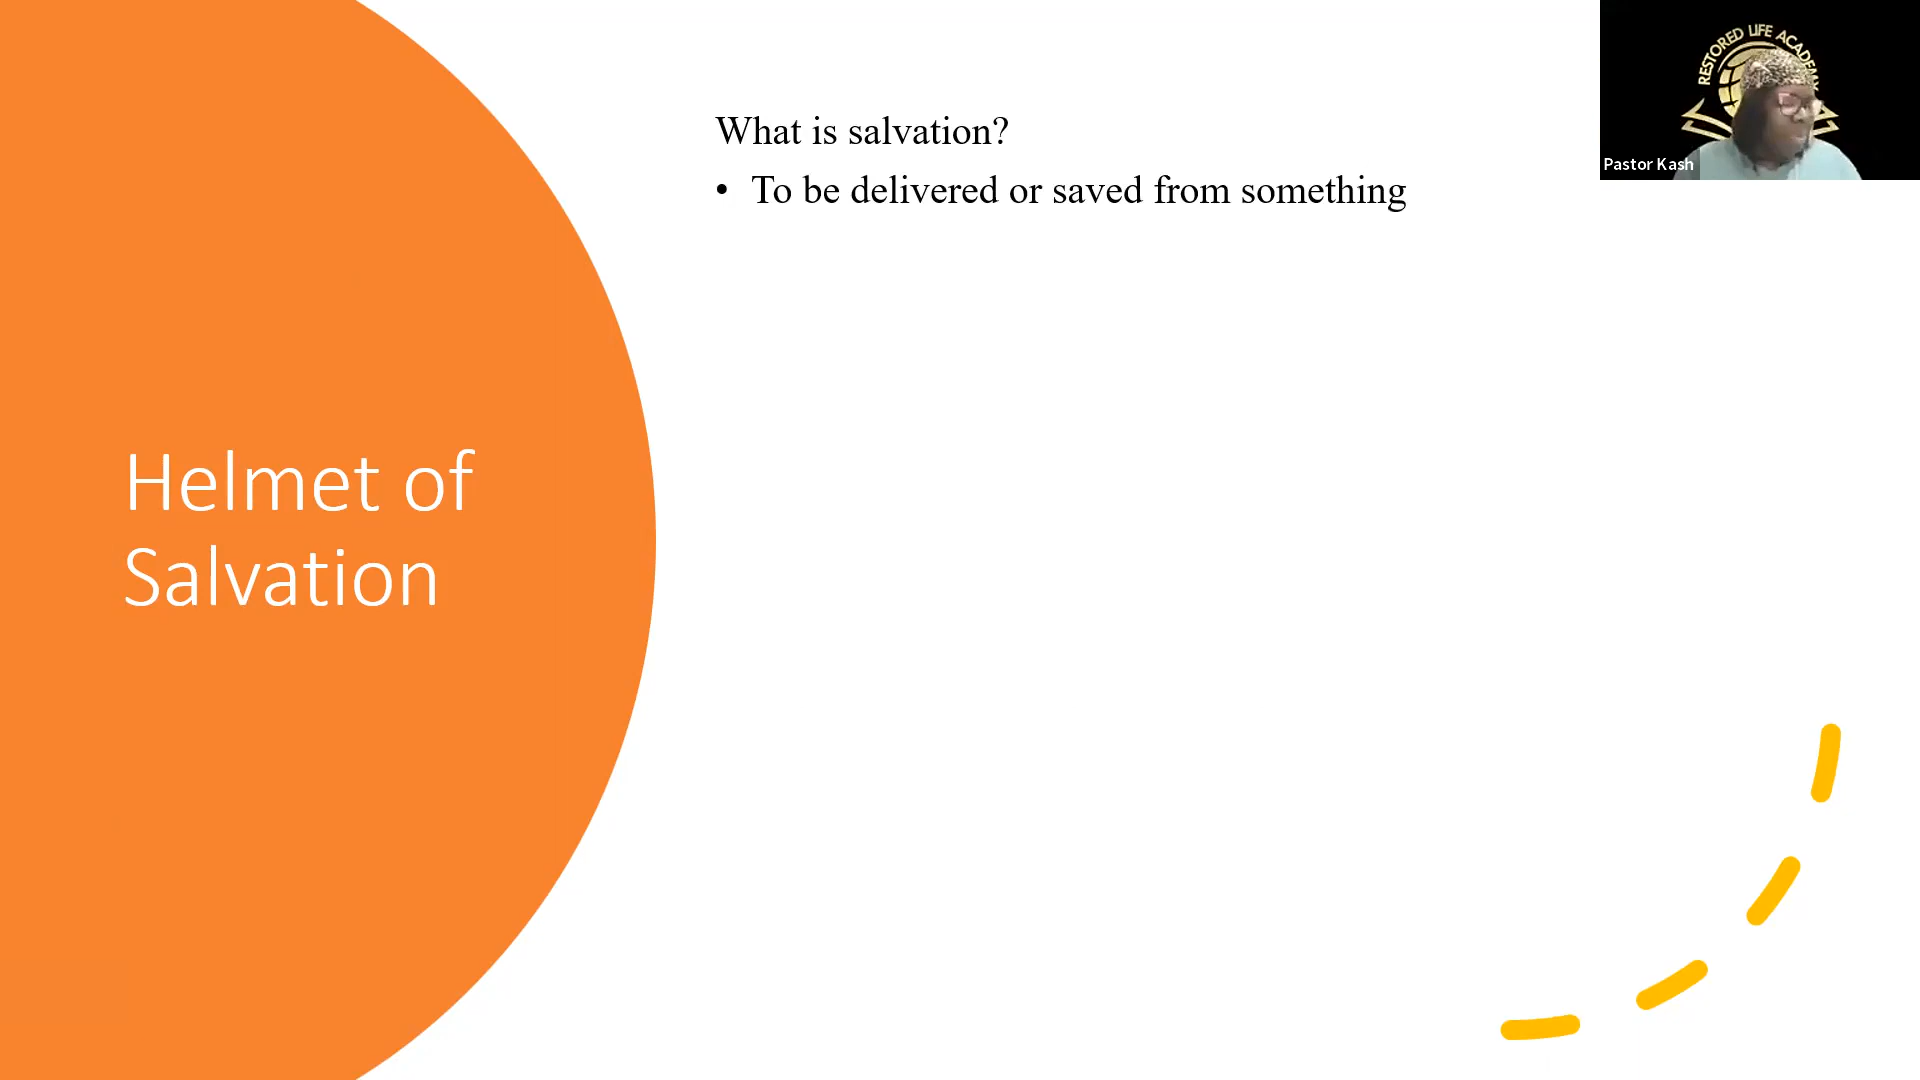 What is salvation?
• To be delivered or saved from something
Helmet of
Salvation
RESTORED LIFE ACADEMY
Pastor Kash